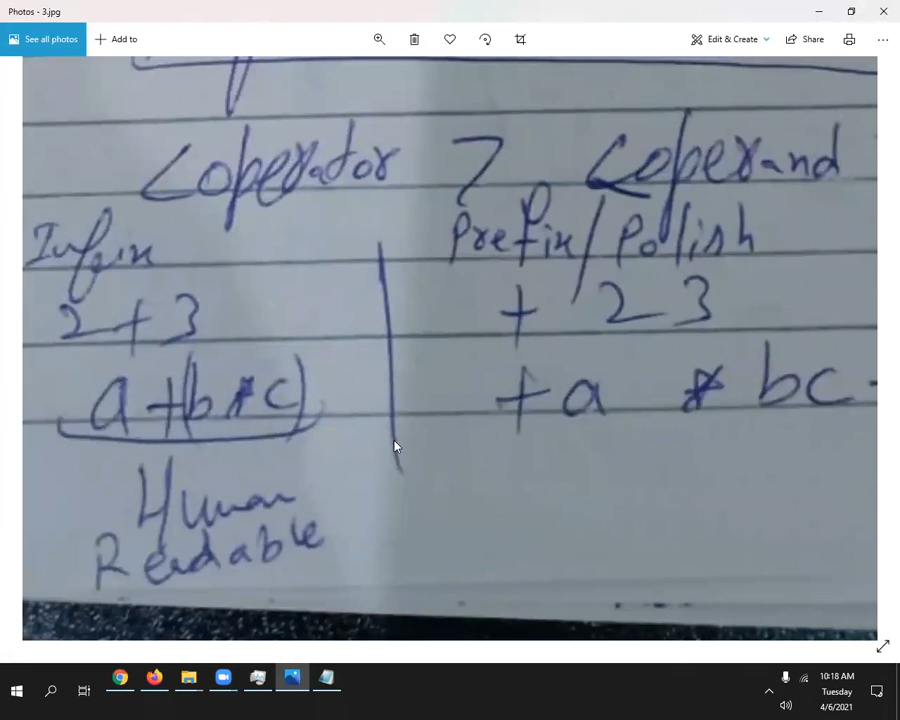 Photos - 3.jpg
See all photos
Add to
Edit & Create
Share
<operator > <operand
Infix
Prefix/Polish
2+3
+ 2 3
a+(b*c)
+a * bc
Human
Readable
10:18 AM
Tuesday
4/6/2021